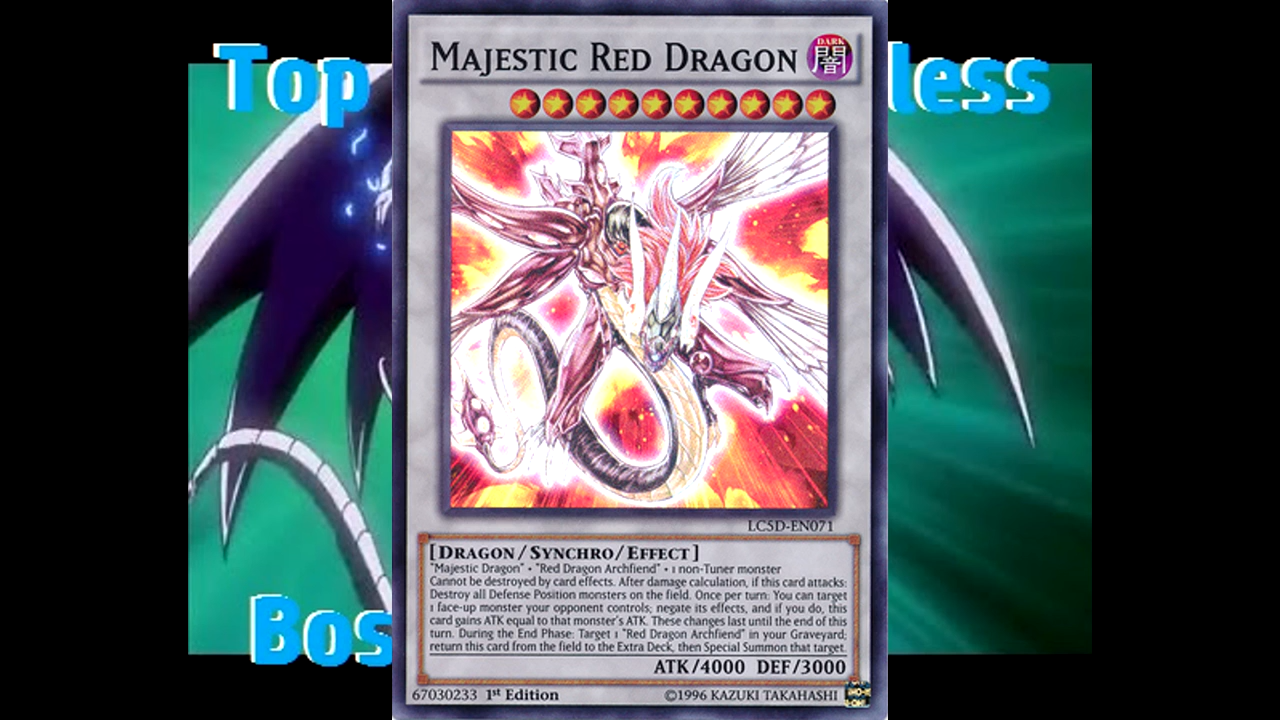 Top
less
Bos
MAJESTIC RED DRAGON
DARK
闇
LC5D-EN071
[DRAGON/SYNCHRO/EFFECT]
"Majestic Dragon" + "Red Dragon Archfiend" + 1 non-Tuner monster
Cannot be destroyed by card effects. After damage calculation, if this card attacks:
Destroy all Defense Position monsters on the field. Once per turn: You can target
1 face-up monster your opponent controls; negate its effects, and if you do, this
card gains ATK equal to that monster's ATK. These changes last until the end of this
turn. During the End Phase: Target 1 "Red Dragon Archfiend" in your Graveyard;
return this card from the field to the Extra Deck, then Special Summon that target.
ATK/4000 DEF/3000
67030233 1st Edition
©1996 KAZUKI TAKAHASHI